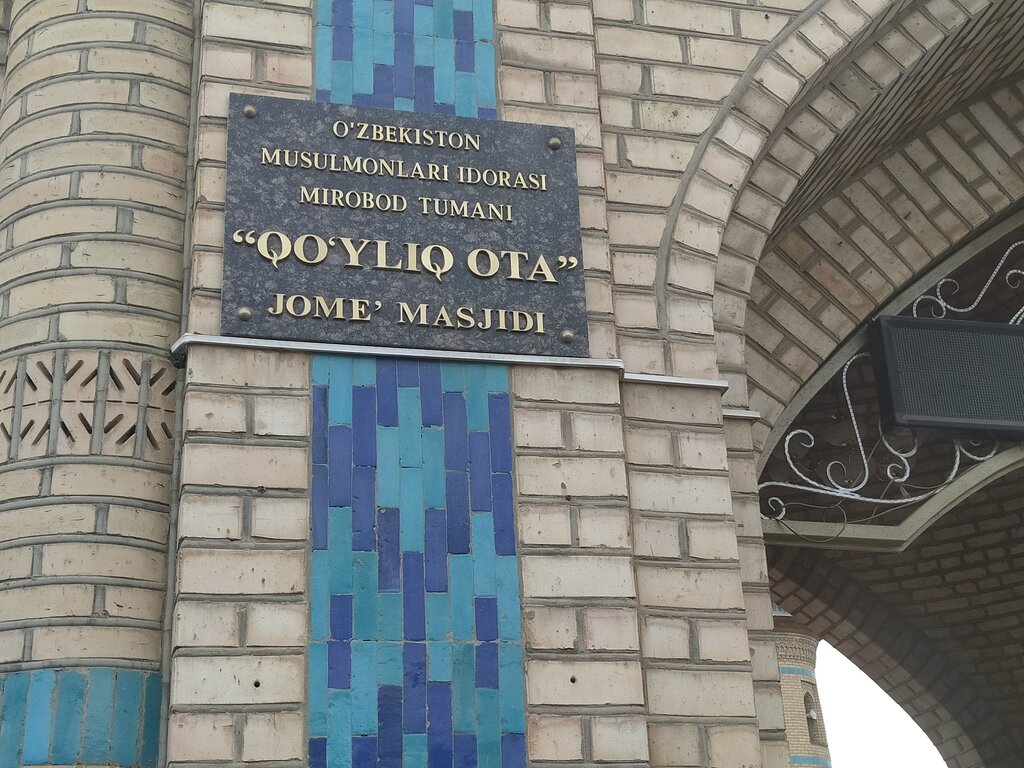 O'ZBEKISTON
MUSULMONLARI IDORASI
MIROBOD TUMANI
“QO‘YLIQ OTA”
JOME’ MASJIDI